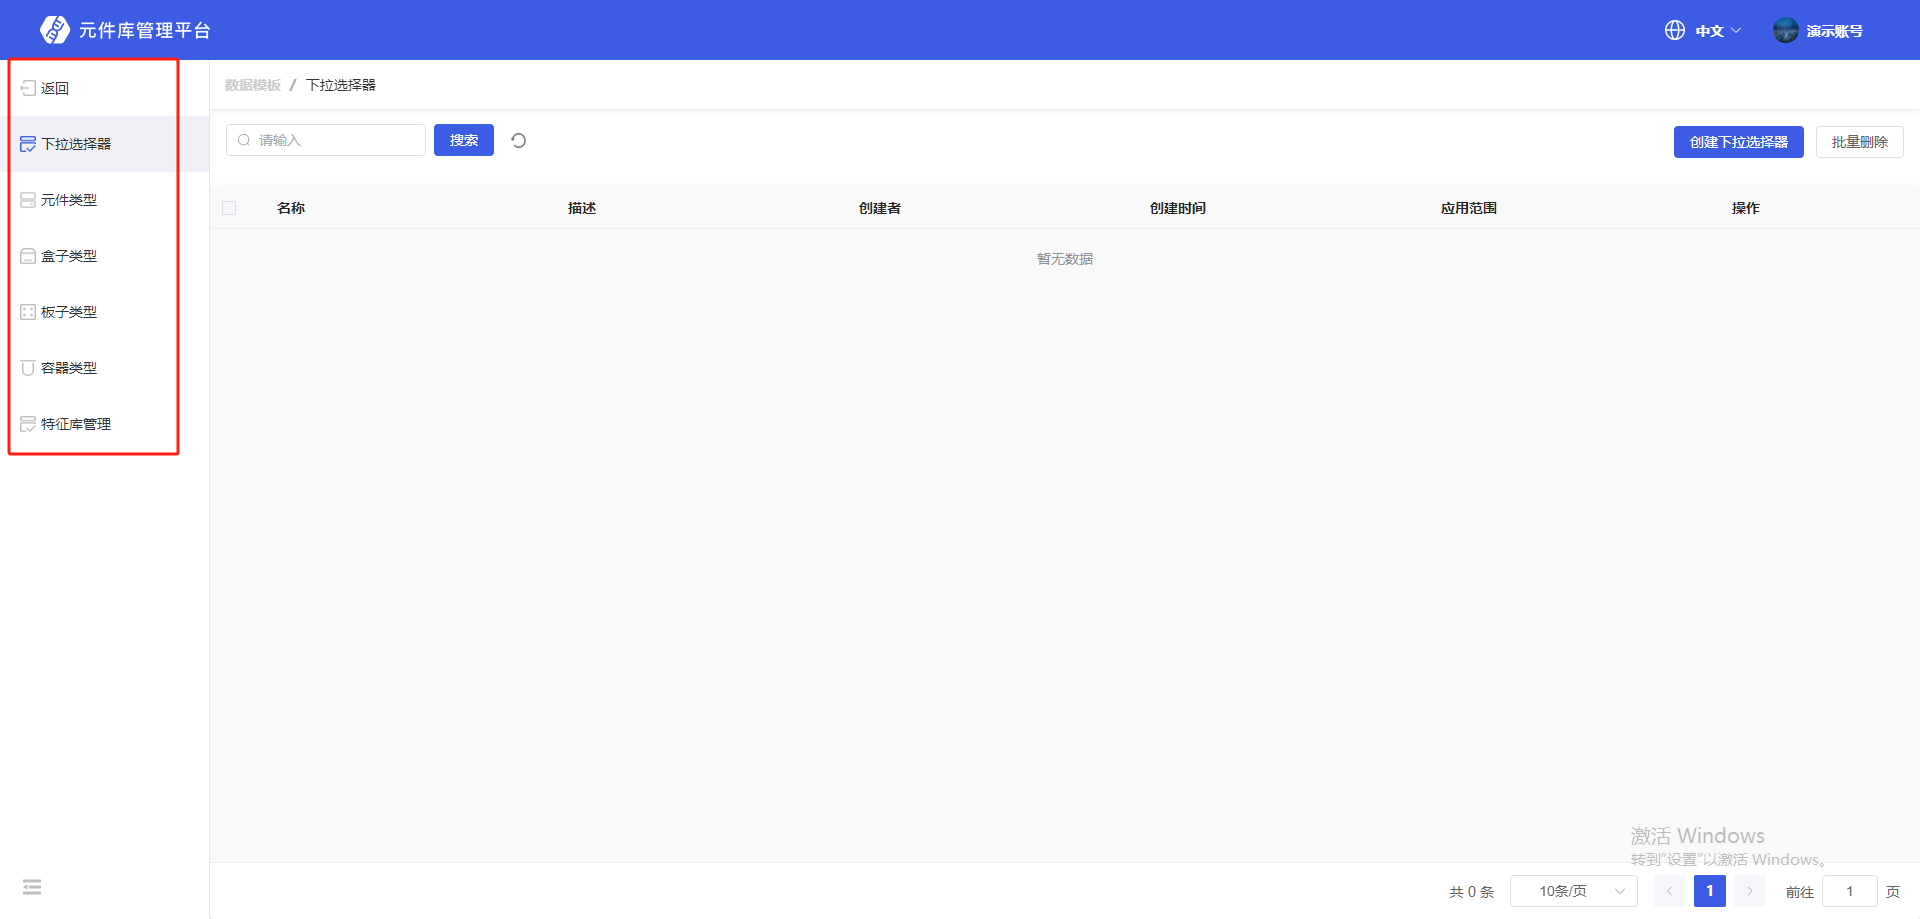 元件库管理平台
中文
演示账号
返回
下拉选择器
元件类型
盒子类型
板子类型
容器类型
特征库管理
数据模板 / 下拉选择器
请输入
搜索
创建下拉选择器
批量删除
名称 描述 创建者 创建时间 应用范围 操作
暂无数据
激活 Windows
转到"设置"以激活 Windows。
共 0 条 10条/页 1 前往 1 页